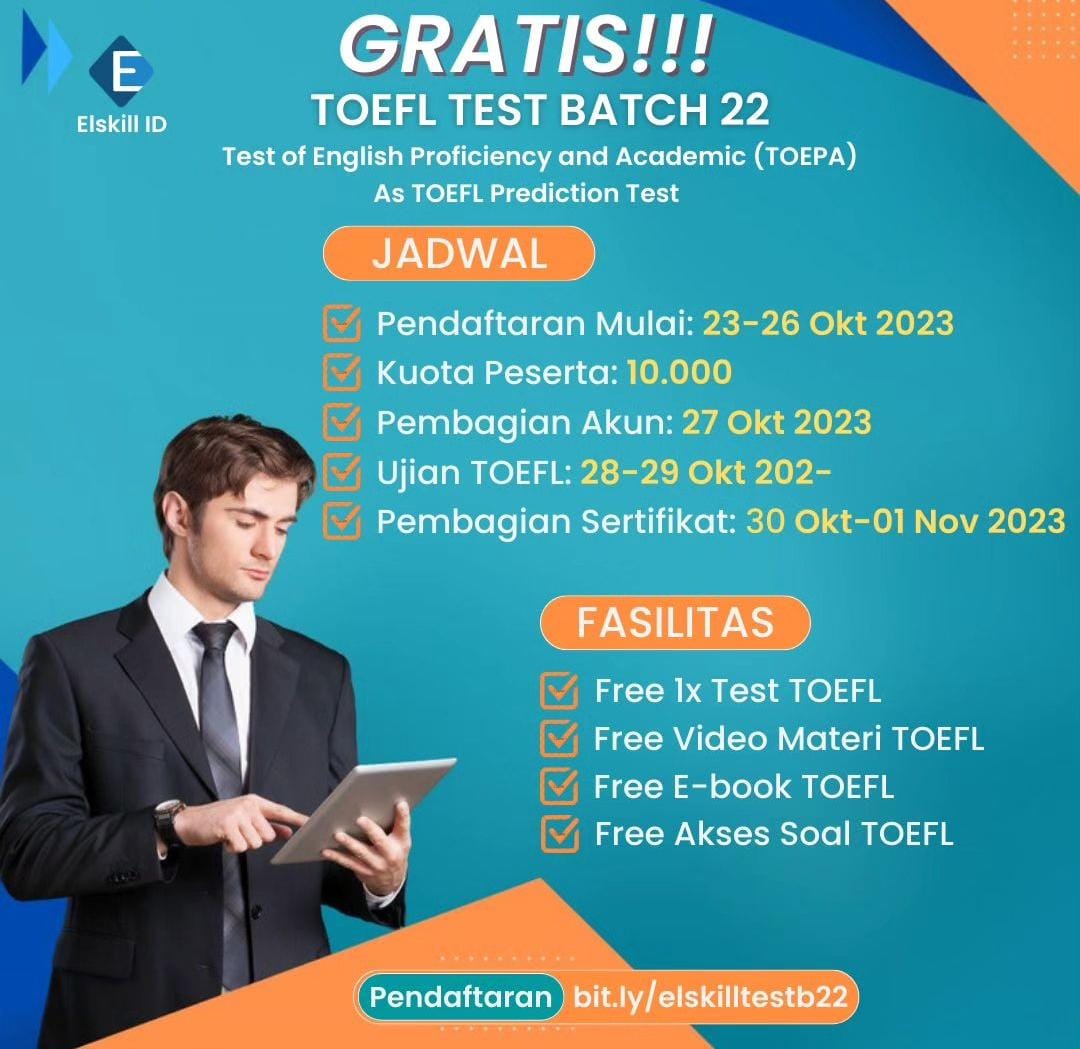 E
Elskill ID
GRATIS!!!
TOEFL TEST BATCH 22
Test of English Proficiency and Academic (TOEPA)
As TOEFL Prediction Test
JADWAL
Pendaftaran Mulai: 23-26 Okt 2023
Kuota Peserta: 10.000
Pembagian Akun: 27 Okt 2023
Ujian TOEFL: 28-29 Okt 202-
Pembagian Sertifikat: 30 Okt-01 Nov 2023
FASILITAS
Free 1x Test TOEFL
Free Video Materi TOEFL
Free E-book TOEFL
Free Akses Soal TOEFL
Pendaftaran bit.ly/elskilltestb22